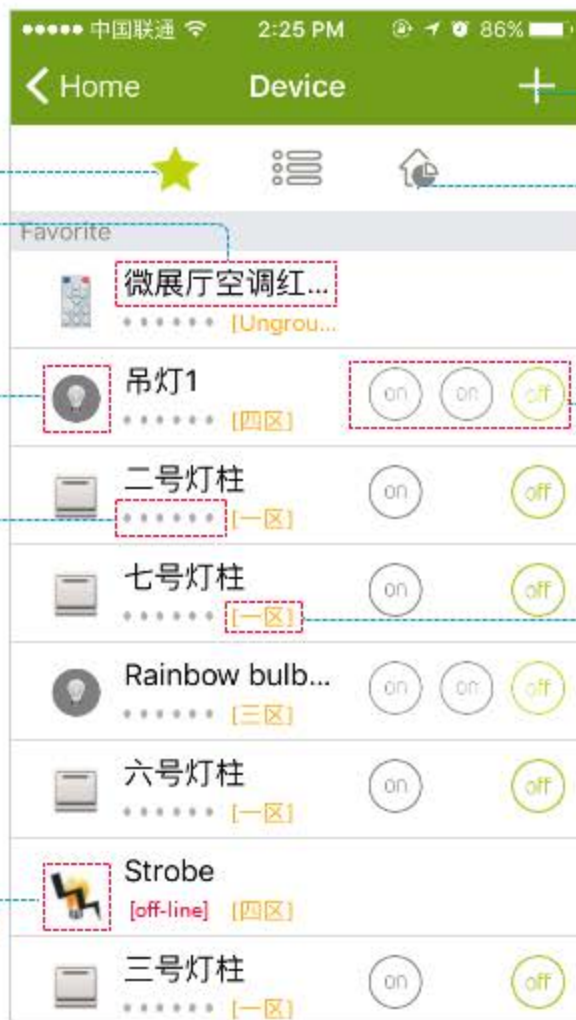 中国联通 2:25 PM 86%
Home Device
Favorite
微展厅空调红...
[Ungrou...
吊灯1 on on off
[四区]
二号灯柱 on off
[一区]
七号灯柱 on off
[一区]
Rainbow bulb... on on off
[三区]
六号灯柱 on off
[一区]
Strobe
[off-line] [四区]
三号灯柱 on off
[一区]